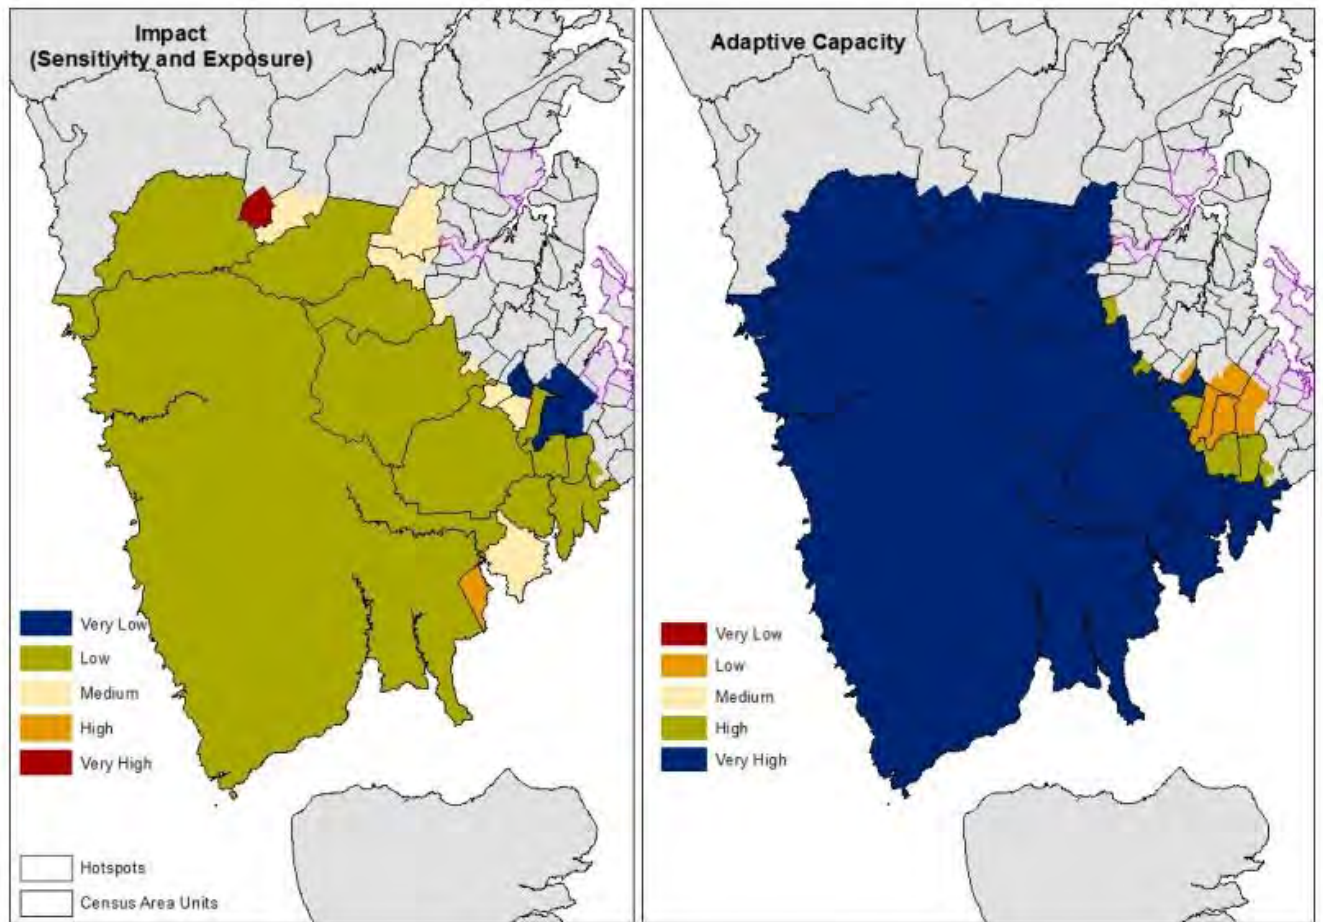 Impact
(Sensitivity and Exposure)
Very Low
Low
Medium
High
Very High
Hotspots
Census Area Units
Adaptive Capacity
Very Low
Low
Medium
High
Very High